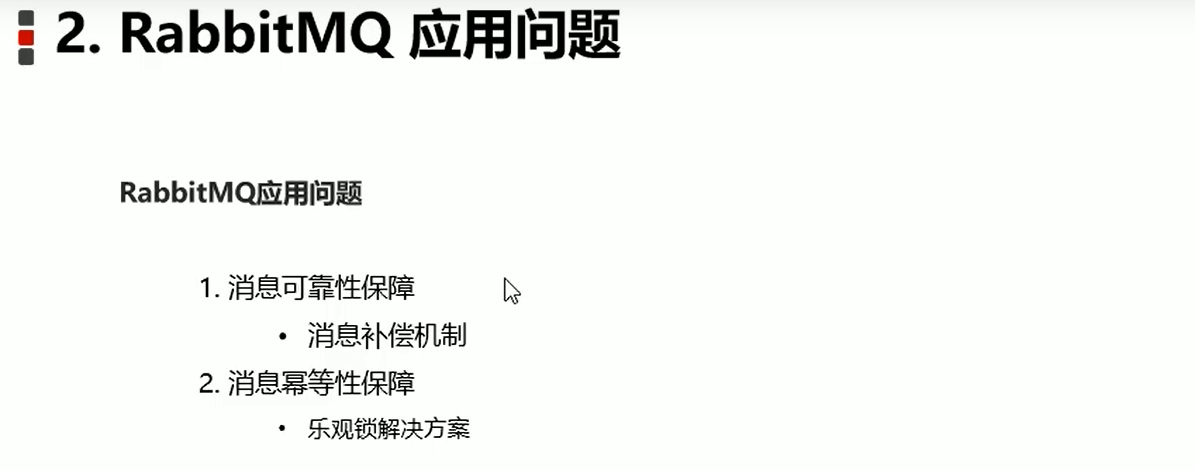 2. RabbitMQ 应用问题
RabbitMQ应用问题
1. 消息可靠性保障
• 消息补偿机制
2. 消息幂等性保障
• 乐观锁解决方案